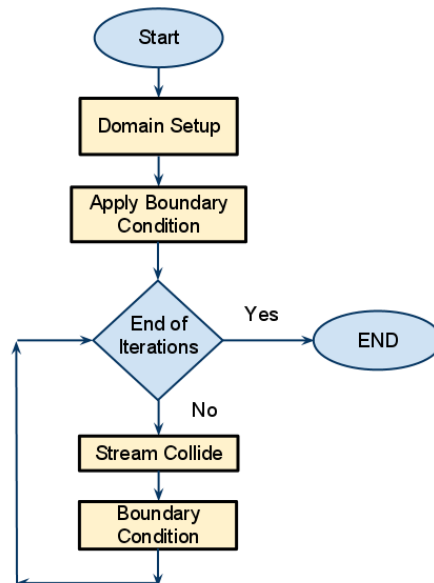 Start
Domain Setup
Apply Boundary
Condition
End of
Iterations
Yes
END
No
Stream Collide
Boundary
Condition